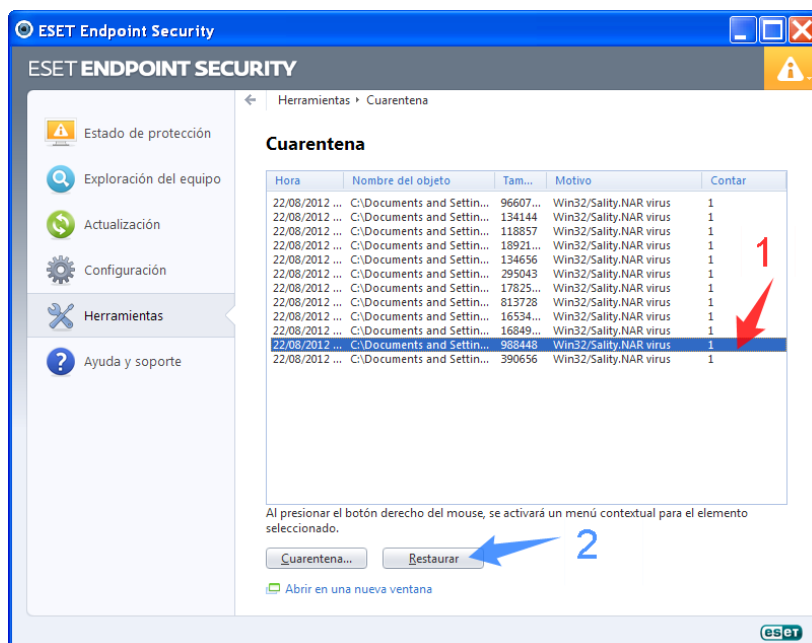 ESET Endpoint Security
ESET ENDPOINT SECURITY
Herramientas ▸ Cuarentena
Estado de protección
Exploración del equipo
Actualización
Configuración
Herramientas
Ayuda y soporte
Cuarentena
Hora Nombre del objeto Tam... Motivo Contar
22/08/2012 ... C:\Documents and Settin... 96607... Win32/Sality.NAR virus 1
22/08/2012 ... C:\Documents and Settin... 134144 Win32/Sality.NAR virus 1
22/08/2012 ... C:\Documents and Settin... 118857 Win32/Sality.NAR virus 1
22/08/2012 ... C:\Documents and Settin... 18921... Win32/Sality.NAR virus 1
22/08/2012 ... C:\Documents and Settin... 134656 Win32/Sality.NAR virus 1
22/08/2012 ... C:\Documents and Settin... 295043 Win32/Sality.NAR virus 1
22/08/2012 ... C:\Documents and Settin... 17825... Win32/Sality.NAR virus 1
22/08/2012 ... C:\Documents and Settin... 813728 Win32/Sality.NAR virus 1
22/08/2012 ... C:\Documents and Settin... 16534... Win32/Sality.NAR virus 1
22/08/2012 ... C:\Documents and Settin... 16849... Win32/Sality.NAR virus 1
22/08/2012 ... C:\Documents and Settin... 988448 Win32/Sality.NAR virus 1
22/08/2012 ... C:\Documents and Settin... 390656 Win32/Sality.NAR virus 1
1
Al presionar el botón derecho del mouse, se activará un menú contextual para el elemento
seleccionado.
Cuarentena... Restaurar
2
Abrir en una nueva ventana
eseT